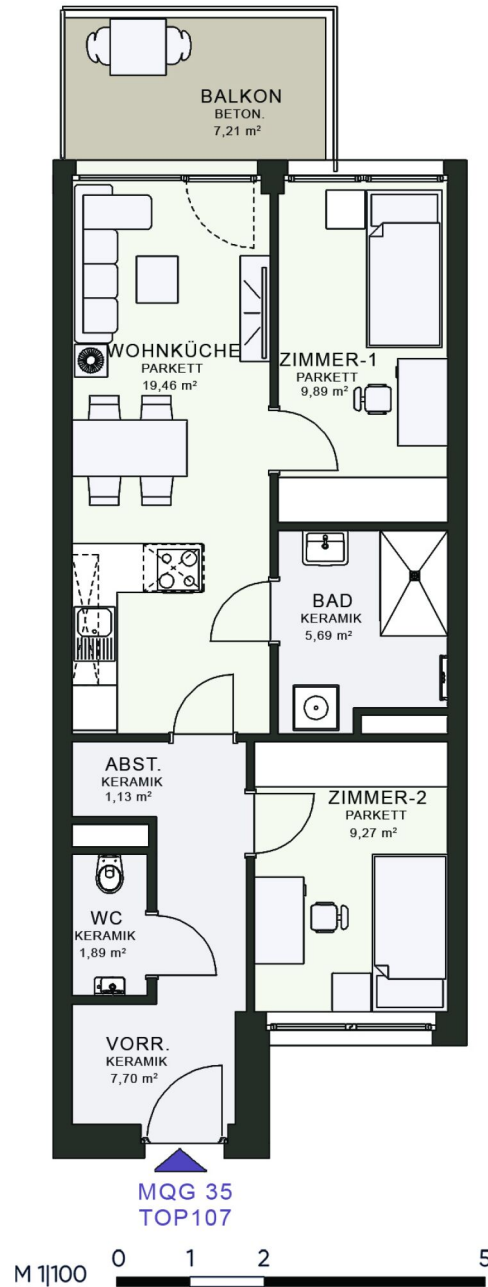 BALKON
BETON.
7,21 m²
WOHNKÜCHE
PARKETT
19,46 m²
ZIMMER-1
PARKETT
9,89 m²
BAD
KERAMIK
5,69 m²
ABST.
KERAMIK
1,13 m²
ZIMMER-2
PARKETT
9,27 m²
WC
KERAMIK
1,89 m²
VORR.
KERAMIK
7,70 m²
MQG 35
TOP107
M 1|100 0 1 2 5